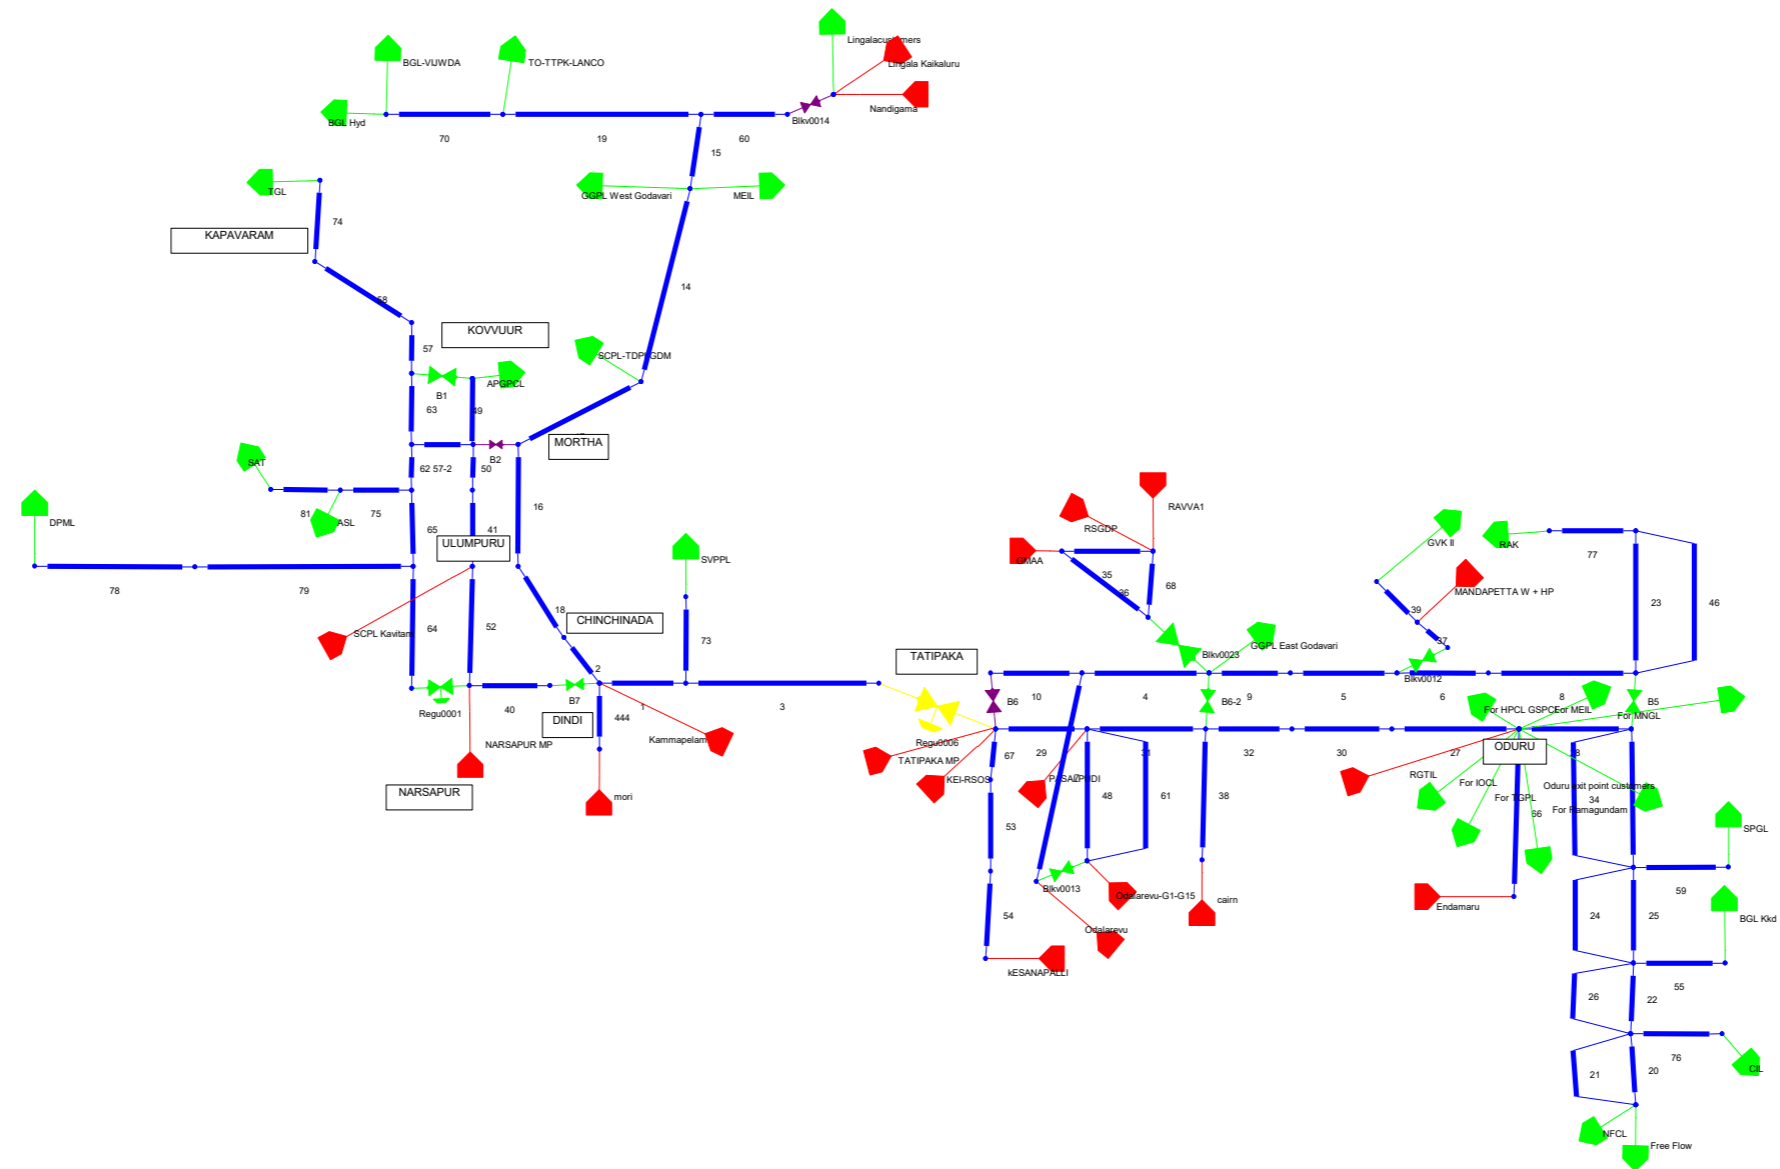 Lingalacustomers
BGL-VIJWDA
TO-TTPK-LANCO
Lingala Kaikaluru
Nandigama
BGL Hyd
Blkv0014
70
19
15
60
TGL
GGPL West Godavari
MEIL
74
KAPAVARAM
14
58
KOVVUUR
57
SCPL-TDPLGDM
APGPCL
B1
63
49
MORTHA
B2
SAT
62 57-2
50
RAVVA1
DPML
81
ASL
75
16
RSGDP
GVK II
65
41
RAK
ULUMPURU
SVPPL
GMAA
77
78
79
35
68
36
MANDAPETTA W + HP
23
46
18
39
CHINCHINADA
SCPL Kavitam
64
52
73
37
GGPL East Godavari
TATIPAKA
Blkv0023
2
Blkv0012
10
4
9
5
6
8
B6
B6-2
B5
Regu0001
40
B7
444
1
3
For HPCL GSPC
For MEIL
For MNGL
DINDI
Regu0006
NARSAPUR MP
Kammapelam
TATIPAKA MP
67
29
31
32
30
27
28
ODURU
KEI-RSOS
RGTIL
For IOCL
Oduru exit point customers
NARSAPUR
mori
48
61
38
For TGPL
34
For Ramagundam
66
53
SPGL
Blkv0013
59
Odalarevu-G1-G15
cairn
Endamaru
54
24
25
BGL Kkd
Odalarevu
kESANAPALLI
55
26
22
76
21
20
CIL
NFCL
Free Flow